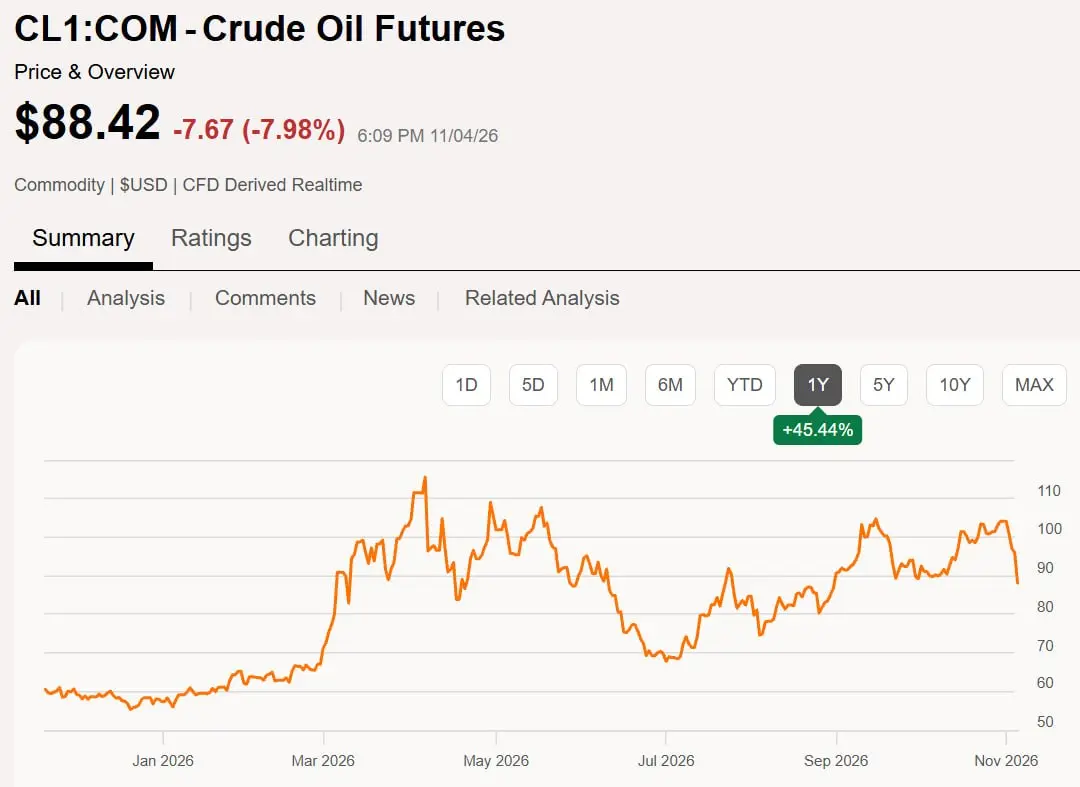 CL1:COM - Crude Oil Futures
Price & Overview
$88.42 -7.67 (-7.98%) 6:09 PM 11/04/26
Commodity | $USD | CFD Derived Realtime
Summary Ratings Charting
All | Analysis | Comments | News | Related Analysis
1D 5D 1M 6M YTD 1Y 5Y 10Y MAX
+45.44%
110
100
90
80
70
60
50
Jan 2026 Mar 2026 May 2026 Jul 2026 Sep 2026 Nov 2026